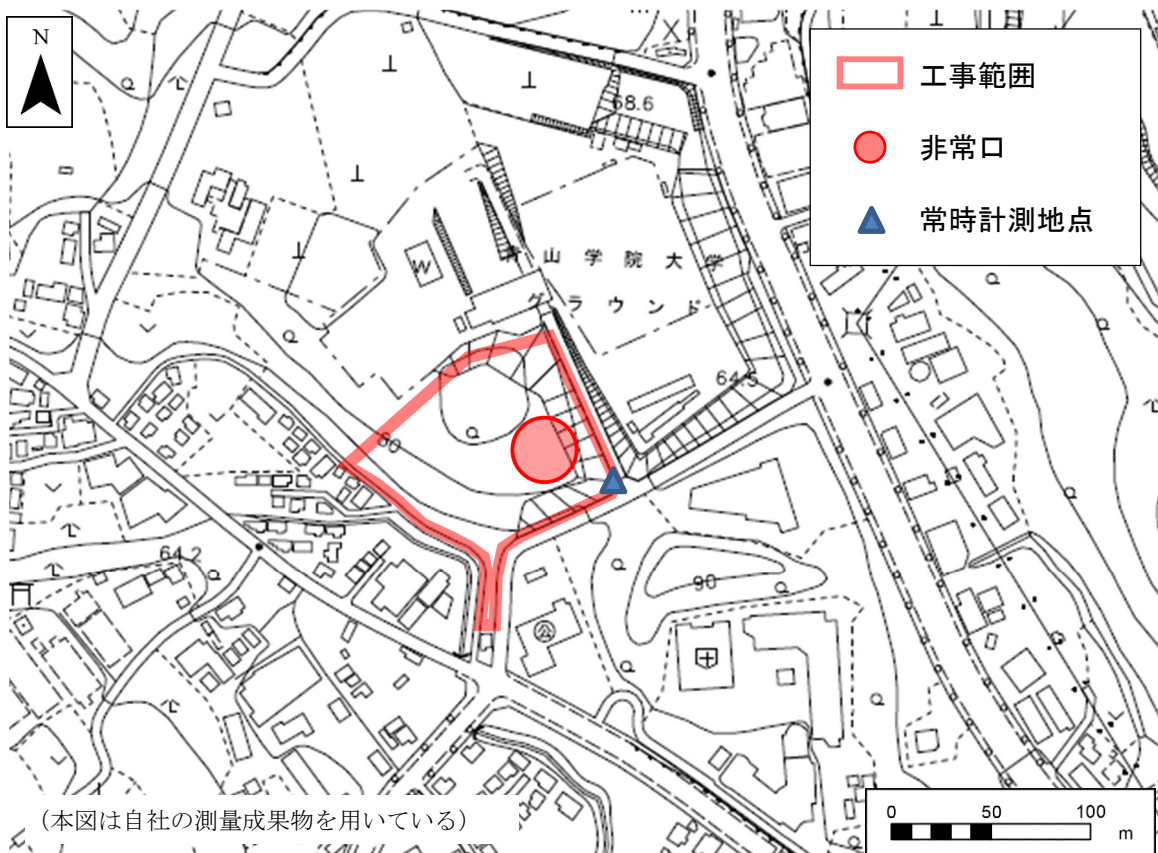 N
工事範囲
非常口
常時計測地点
68.6
W
山学院大学
グラウンド
64.5
60
64.2
90
(本図は自社の測量成果物を用いている)
0 50 100
m